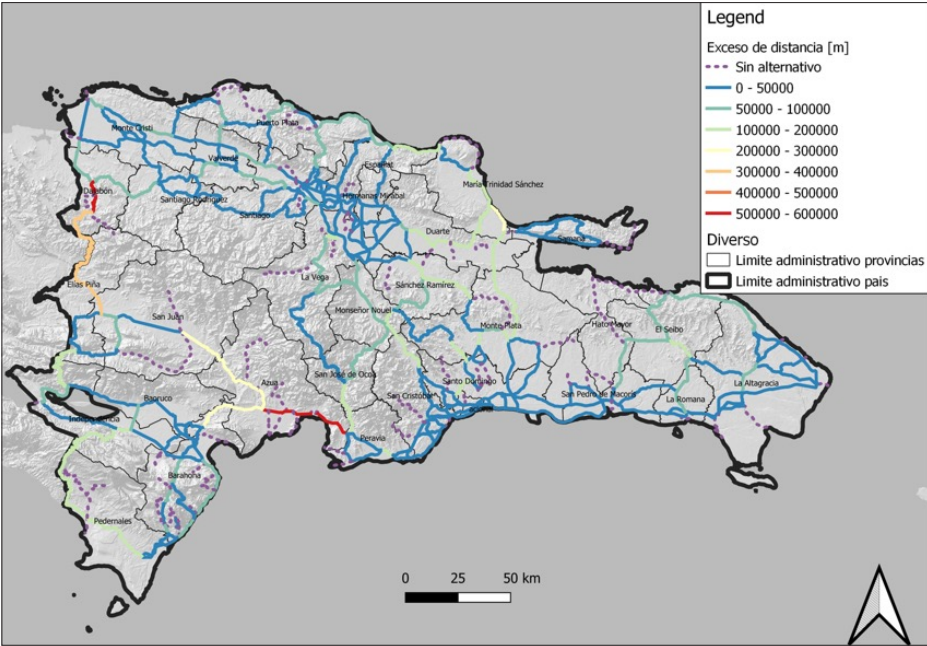 Legend
Exceso de distancia [m]
Sin alternativo
0 - 50000
50000 - 100000
100000 - 200000
200000 - 300000
300000 - 400000
400000 - 500000
500000 - 600000
Diverso
Limite administrativo provincias
Limite administrativo pais
Puerto Plata
Monte Cristi
Espaillat
Valverde
María Trinidad Sánchez
Dajabón
Hermanas Mirabal
Santiago Rodríguez
Santiago
Duarte
Samaná
La Vega
Elías Piña
Sánchez Ramírez
Monseñor Nouel
San Juan
Monte Plata
Hato Mayor
El Seibo
San José de Ocoa
Azua
Santo Domingo
La Altagracia
Baoruco
San Cristóbal
San Pedro de Macorís
La Romana
Independencia
Peravia
Barahona
Pedernales
0 25 50 km